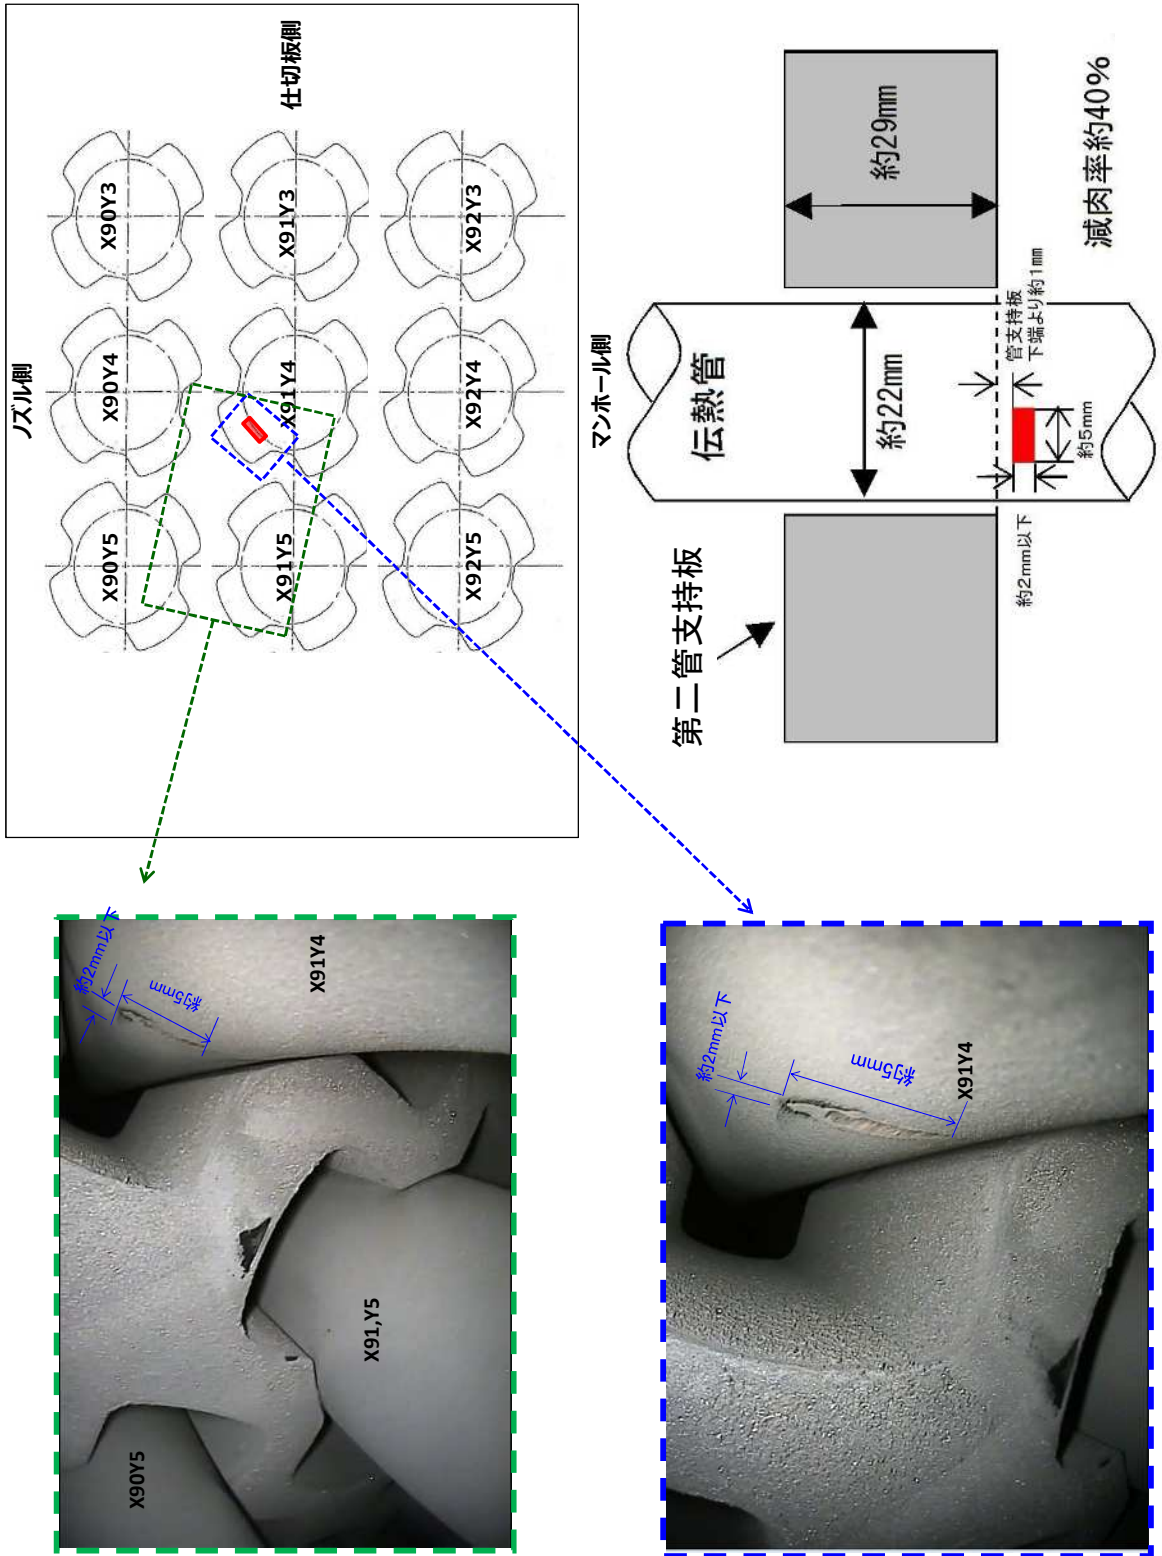 ノズル側
仕切板側
マンホール側
X90Y5
X90Y4
X90Y3
X91Y5
X91Y4
X91Y3
X92Y5
X92Y4
X92Y3
第二管支持板
伝熱管
約22mm
約29mm
管支持板
下端より約1mm
約2mm以下
約5mm
減肉率約40%
約2mm以下
約5mm
X91Y4
X91,Y5
X90Y5
約2mm以下
約5mm
X91Y4